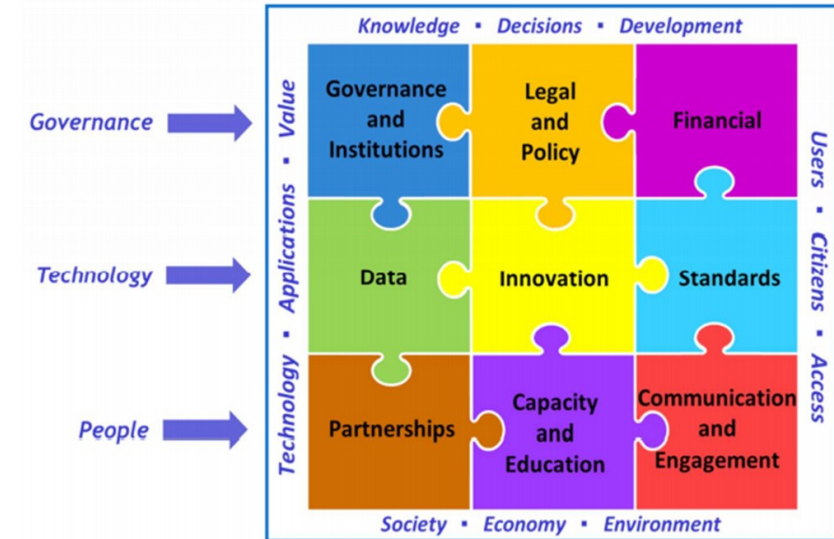 Knowledge ▪ Decisions ▪ Development
Governance
Technology
People
Technology ▪ Applications ▪ Value
Governance
and
Institutions
Legal
and
Policy
Financial
Data
Innovation
Standards
Partnerships
Capacity
and
Education
Communication
and
Engagement
Users ▪ Citizens ▪ Access
Society ▪ Economy ▪ Environment